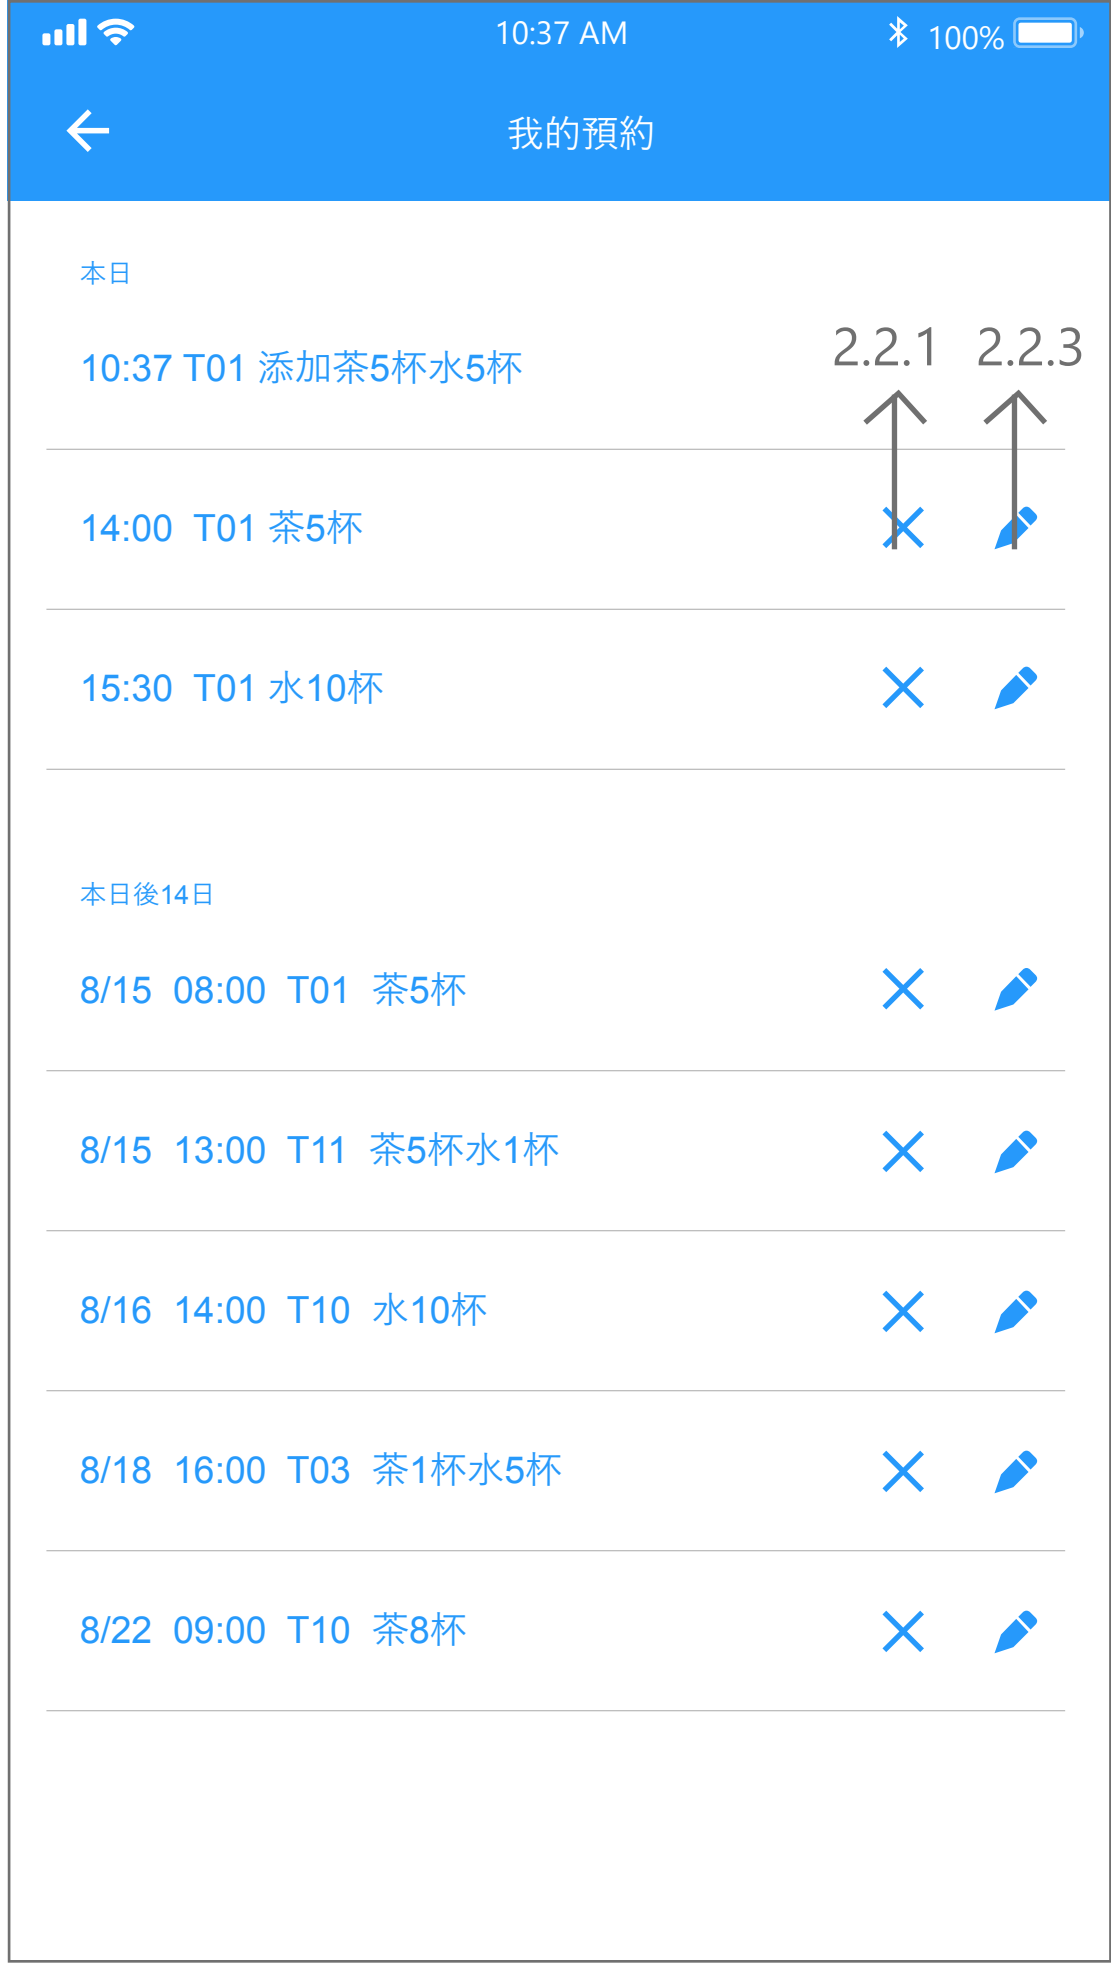 10:37 AM 100%
我的預約
本日
2.2.1 2.2.3
10:37 T01 添加茶5杯水5杯
14:00 T01 茶5杯
15:30 T01 水10杯
本日後14日
8/15 08:00 T01 茶5杯
8/15 13:00 T11 茶5杯水1杯
8/16 14:00 T10 水10杯
8/18 16:00 T03 茶1杯水5杯
8/22 09:00 T10 茶8杯